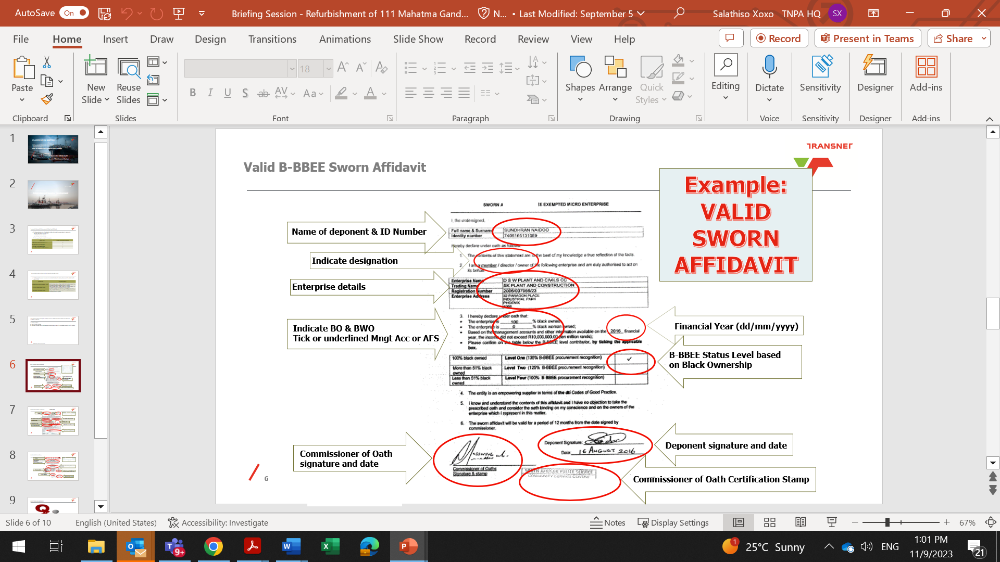 AutoSave On
Briefing Session - Refurbishment of 111 Mahatma Gand... N... • Last Modified: September 5
Salathiso Xoxo TNPA HQ SX
File Home Insert Draw Design Transitions Animations Slide Show Record Review View Help
Record Present in Teams Share
Paste
New Slide
Reuse Slides
18
B I U S ab AV Aa A
Shapes Arrange Quick Styles
Editing
Dictate
Sensitivity
Designer
Add-ins
Clipboard Slides Font Paragraph Drawing Voice Sensitivity Designer Add-ins
1
2
3
4
5
6
7
8
9
TRANSNET
Valid B-BBEE Sworn Affidavit
Example:
VALID
SWORN
AFFIDAVIT
SWORN A EE EXEMPTED MICRO ENTERPRISE
I, the undersigned,
Name of deponent & ID Number
Full name & Surname SUNDHRAN NAIDOO
Identity number 7406165131089
Hereby declare under oath as follows:
Indicate designation
1. The contents of this statement are to the best of my knowledge a true reflection of the facts.
2. I am a member / director / owner of the following enterprise and am duly authorised to act on
its behalf:
Enterprise details
Enterprise Name D S W PLANT AND CIVILS CC
Trading Name SK PLANT AND CONSTRUCTION
Registration Number 2006/037956/23
Enterprise Address 32 PARAGON PLACE
INDUSTRIAL PARK
PHOENIX
Indicate BO & BWO
Tick or underlined Mngt Acc or AFS
3. I hereby declare under oath that:
• The enterprise is 100 % black owned;
• The enterprise is 0 % black woman owned;
• Based on the management accounts and other information available on the 2016 financial
year, the income did not exceed R10,000,000.00 (ten million rands);
• Please confirm on the table below the B-BBEE level contributor, by ticking the applicable
box.
Financial Year (dd/mm/yyyy)
100% black owned Level One (135% B-BBEE procurement recognition) ✓
More than 51% black owned Level Two (125% B-BBEE procurement recognition)
Less than 51% black owned Level Four (100% B-BBEE procurement recognition)
B-BBEE Status Level based
on Black Ownership
4. The entity is an empowering supplier in terms of the dti Codes of Good Practice.
5. I know and understand the contents of this affidavit and I have no objection to take the
prescribed oath and consider the oath binding on my conscience and on the owners of the
enterprise which I represent in this matter.
6. The sworn affidavit will be valid for a period of 12 months from the date signed by
commissioner.
Deponent Signature:
Date: 16 AUGUST 2016
Deponent signature and date
Commissioner of Oath
signature and date
Commissioner of Oaths
Signature & stamp
SOUTH AFRICAN POLICE SERVICE
COMMUNITY SERVICE CENTRE
Commissioner of Oath Certification Stamp
6
Slide 6 of 10 English (United States) Accessibility: Investigate Notes Display Settings 67%
9+
1
25°C Sunny ENG
1:01 PM
11/9/2023
21